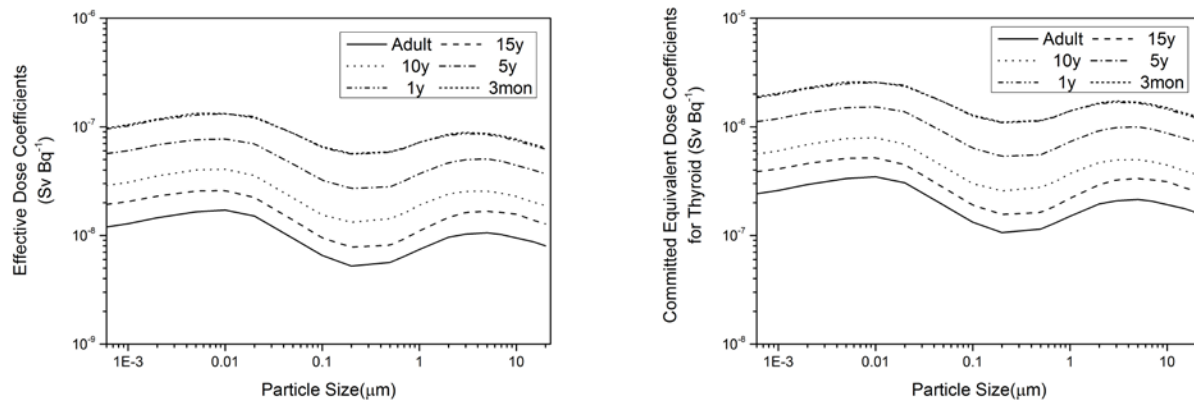 Effective Dose Coefficients
(Sv Bq⁻¹)
10⁻⁶
10⁻⁷
10⁻⁸
10⁻⁹
Adult 15y
10y 5y
1y 3mon
1E-3 0.01 0.1 1 10
Particle Size(μm)
Committed Equivalent Dose Coefficients
for Thyroid (Sv Bq⁻¹)
10⁻⁵
10⁻⁶
10⁻⁷
10⁻⁸
Adult 15y
10y 5y
1y 3mon
1E-3 0.01 0.1 1 10
Particle Size(μm)